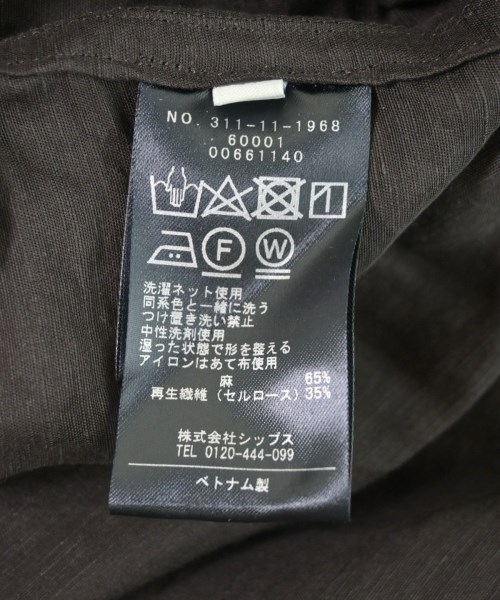 NO. 311-11-1968
60001
00661140
F W
洗濯ネット使用
同系色と一緒に洗う
つけ置き洗い禁止
中性洗剤使用
湿った状態で形を整える
アイロンはあて布使用
麻 65%
再生繊維（セルロース）35%
株式会社シップス
TEL 0120-444-099
ベトナム製